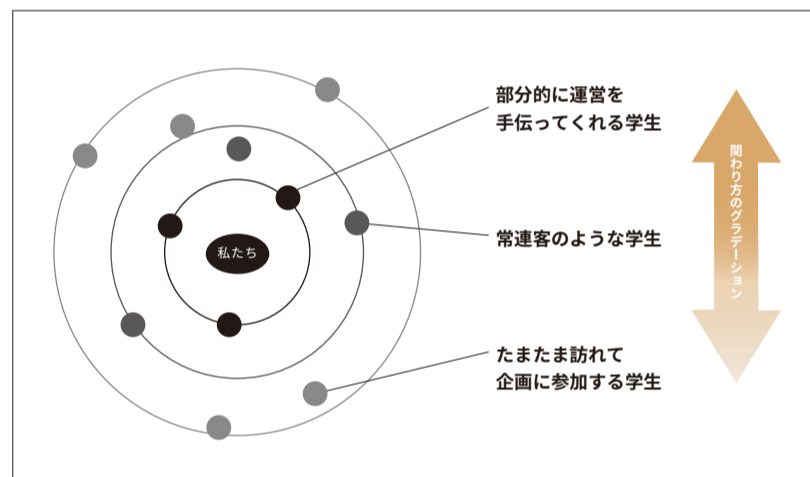 部分的に運営を
手伝ってくれる学生
私たち
常連客のような学生
たまたま訪れて
企画に参加する学生
関わり方のグラデーション